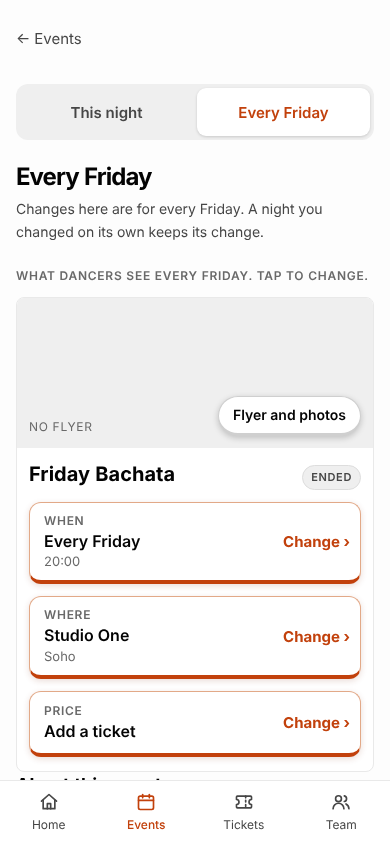 ← Events
This night
Every Friday
Every Friday
Changes here are for every Friday. A night you
changed on its own keeps its change.
WHAT DANCERS SEE EVERY FRIDAY. TAP TO CHANGE.
NO FLYER
Flyer and photos
Friday Bachata
ENDED
WHEN
Every Friday
20:00
Change ›
WHERE
Studio One
Soho
Change ›
PRICE
Add a ticket
Change ›
Home
Events
Tickets
Team